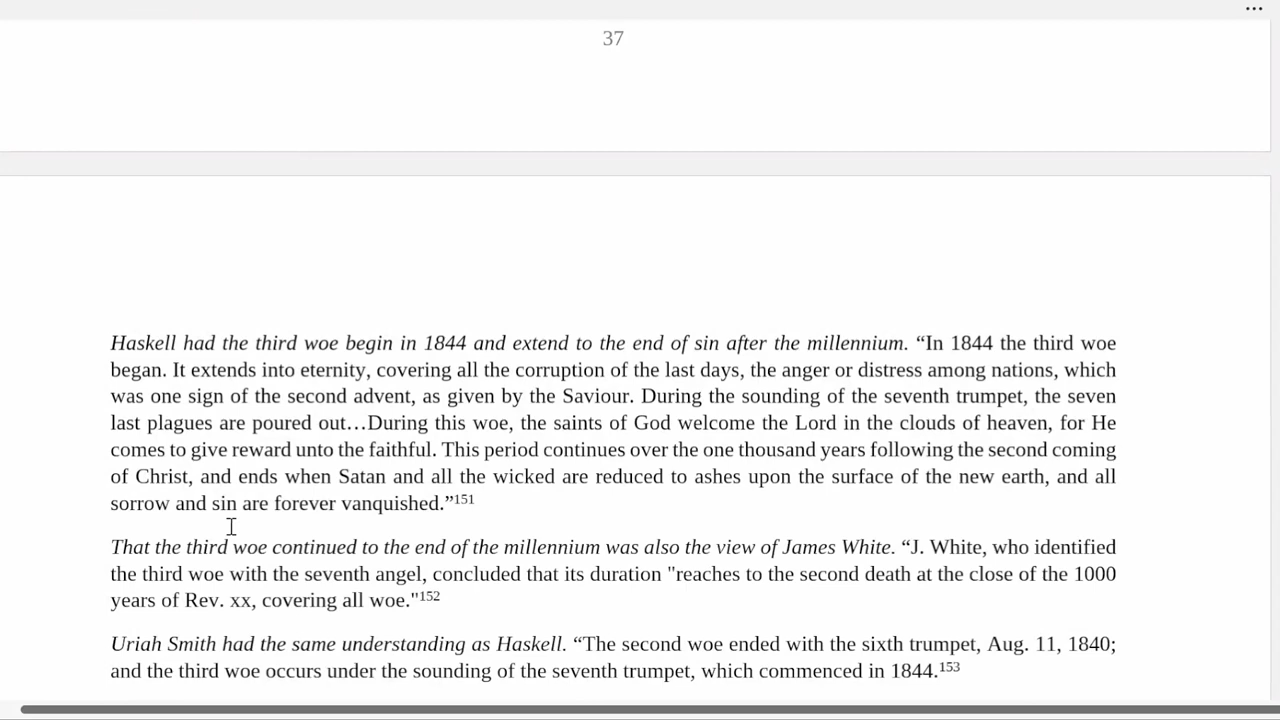 37
Haskell had the third woe begin in 1844 and extend to the end of sin after the millennium. “In 1844 the third woe
began. It extends into eternity, covering all the corruption of the last days, the anger or distress among nations, which
was one sign of the second advent, as given by the Saviour. During the sounding of the seventh trumpet, the seven
last plagues are poured out…During this woe, the saints of God welcome the Lord in the clouds of heaven, for He
comes to give reward unto the faithful. This period continues over the one thousand years following the second coming
of Christ, and ends when Satan and all the wicked are reduced to ashes upon the surface of the new earth, and all
sorrow and sin are forever vanquished.”151
That the third woe continued to the end of the millennium was also the view of James White. “J. White, who identified
the third woe with the seventh angel, concluded that its duration "reaches to the second death at the close of the 1000
years of Rev. xx, covering all woe."152
Uriah Smith had the same understanding as Haskell. “The second woe ended with the sixth trumpet, Aug. 11, 1840;
and the third woe occurs under the sounding of the seventh trumpet, which commenced in 1844.153